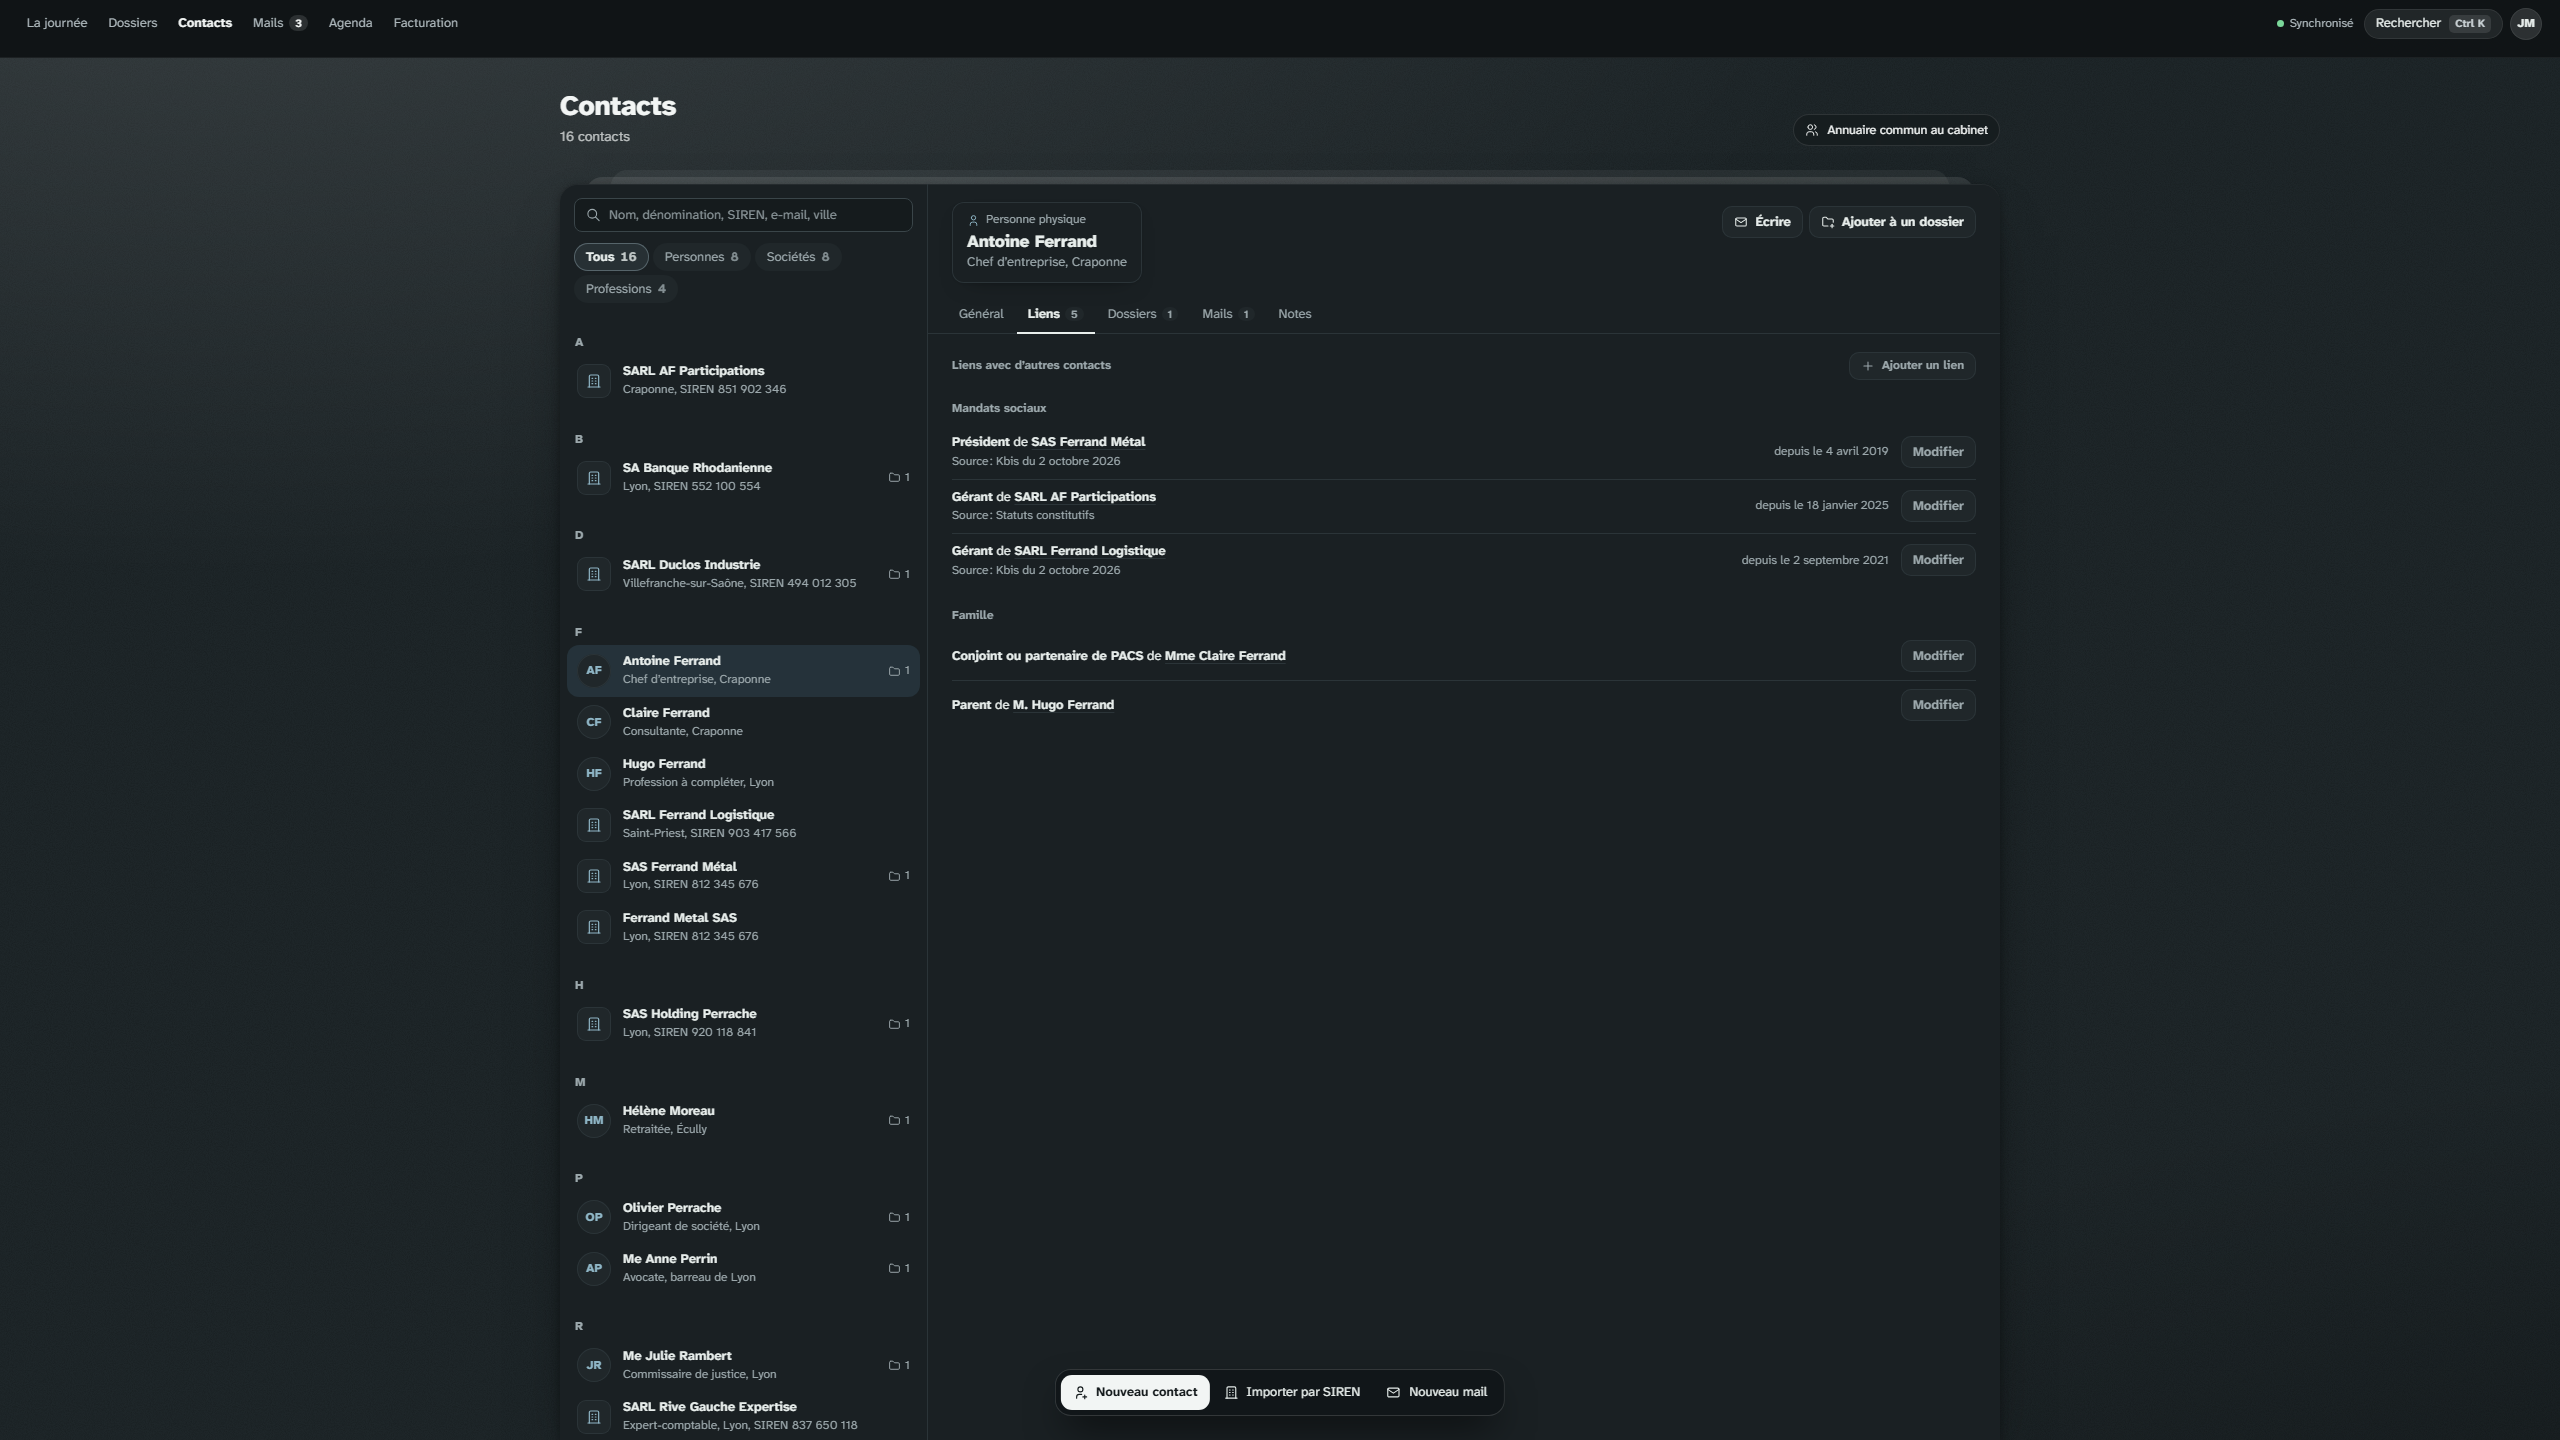 La journée Dossiers Contacts Mails 3 Agenda Facturation
Synchronisé Rechercher Ctrl K JM
Contacts
16 contacts
Annuaire commun au cabinet
Nom, dénomination, SIREN, e-mail, ville
Tous 16 Personnes 8 Sociétés 8
Professions 4
A
SARL AF Participations
Craponne, SIREN 851 902 346
B
SA Banque Rhodanienne
Lyon, SIREN 552 100 554
1
D
SARL Duclos Industrie
Villefranche-sur-Saône, SIREN 494 012 305
1
F
AF
Antoine Ferrand
Chef d’entreprise, Craponne
1
CF
Claire Ferrand
Consultante, Craponne
HF
Hugo Ferrand
Profession à compléter, Lyon
SARL Ferrand Logistique
Saint-Priest, SIREN 903 417 566
SAS Ferrand Métal
Lyon, SIREN 812 345 676
1
Ferrand Metal SAS
Lyon, SIREN 812 345 676
H
SAS Holding Perrache
Lyon, SIREN 920 118 841
1
M
HM
Hélène Moreau
Retraitée, Écully
1
P
OP
Olivier Perrache
Dirigeant de société, Lyon
1
AP
Me Anne Perrin
Avocate, barreau de Lyon
1
R
JR
Me Julie Rambert
Commissaire de justice, Lyon
1
SARL Rive Gauche Expertise
Expert-comptable, Lyon, SIREN 837 650 118
Personne physique
Antoine Ferrand
Chef d’entreprise, Craponne
Écrire Ajouter à un dossier
Général Liens 5 Dossiers 1 Mails 1 Notes
Liens avec d’autres contacts
Ajouter un lien
Mandats sociaux
Président de SAS Ferrand Métal
Source : Kbis du 2 octobre 2026
depuis le 4 avril 2019 Modifier
Gérant de SARL AF Participations
Source : Statuts constitutifs
depuis le 18 janvier 2025 Modifier
Gérant de SARL Ferrand Logistique
Source : Kbis du 2 octobre 2026
depuis le 2 septembre 2021 Modifier
Famille
Conjoint ou partenaire de PACS de Mme Claire Ferrand Modifier
Parent de M. Hugo Ferrand Modifier
Nouveau contact Importer par SIREN Nouveau mail